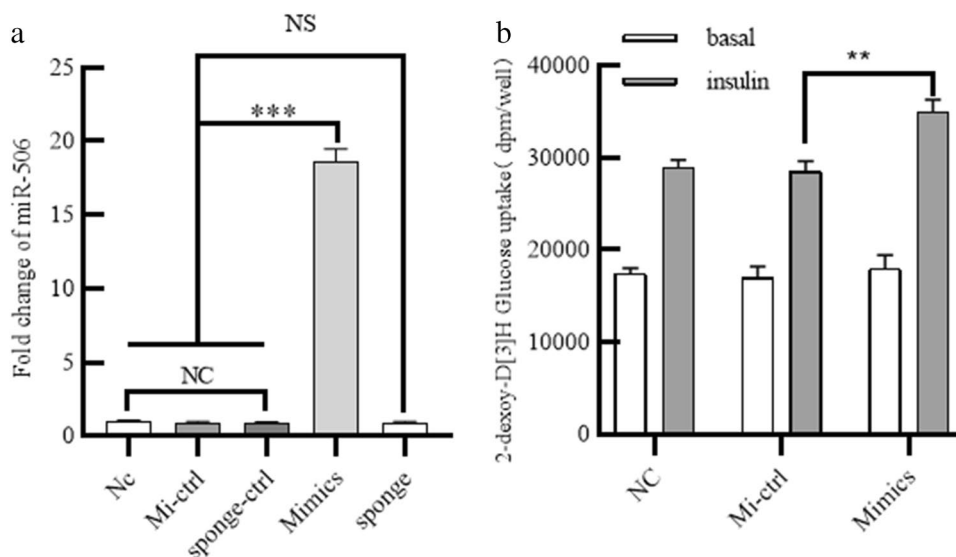 a
NS
Fold change of miR-506
25
20
15
10
5
0
***
NC
Nc
Mi-ctrl
sponge-ctrl
Mimics
sponge
b
basal
insulin
2-dexoy-D[3]H Glucose uptake( dpm/well)
40000
30000
20000
10000
0
**
NC
Mi-ctrl
Mimics